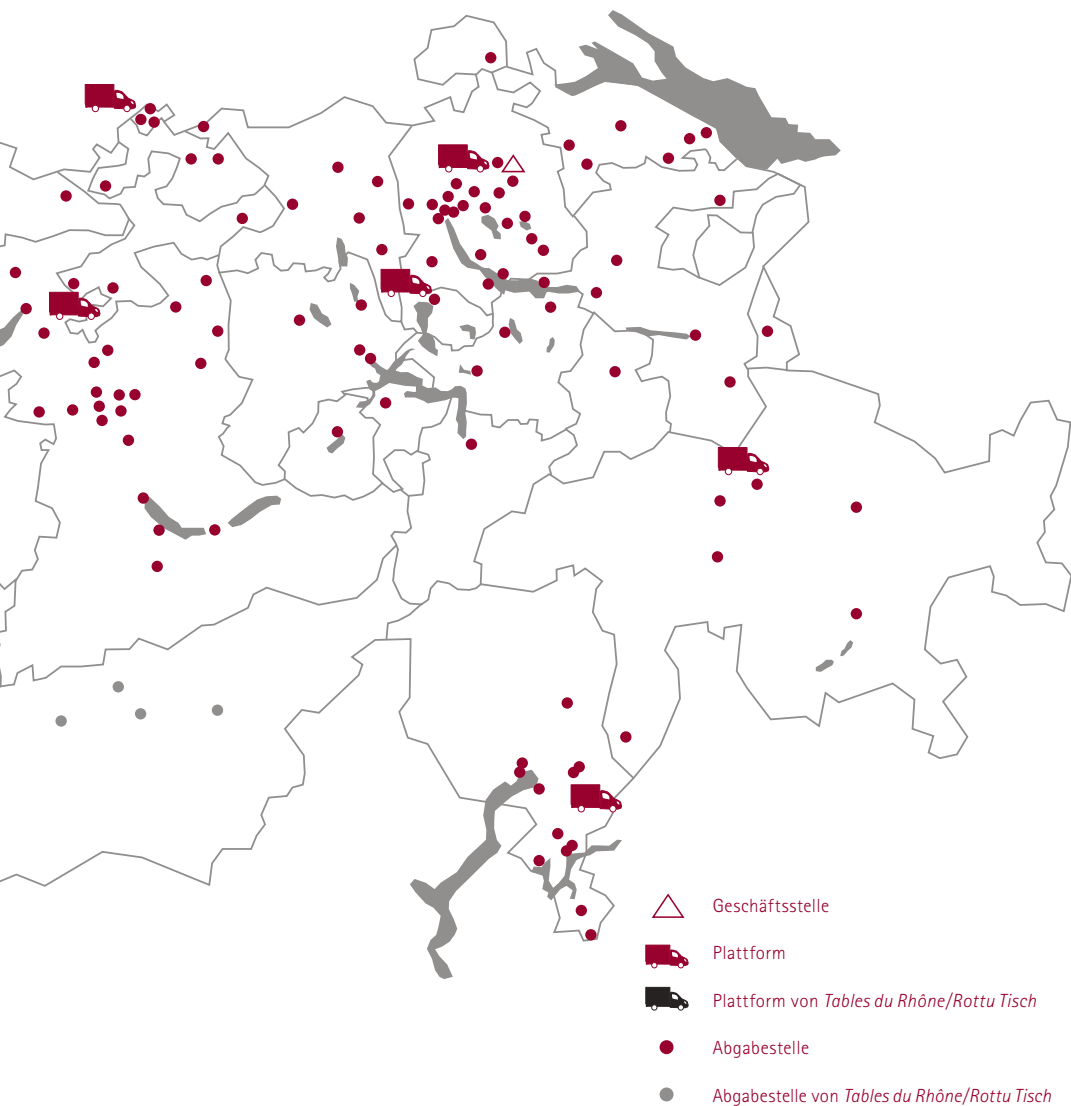 Geschäftsstelle
Plattform
Plattform von Tables du Rhône/Rottu Tisch
Abgabestelle
Abgabestelle von Tables du Rhône/Rottu Tisch